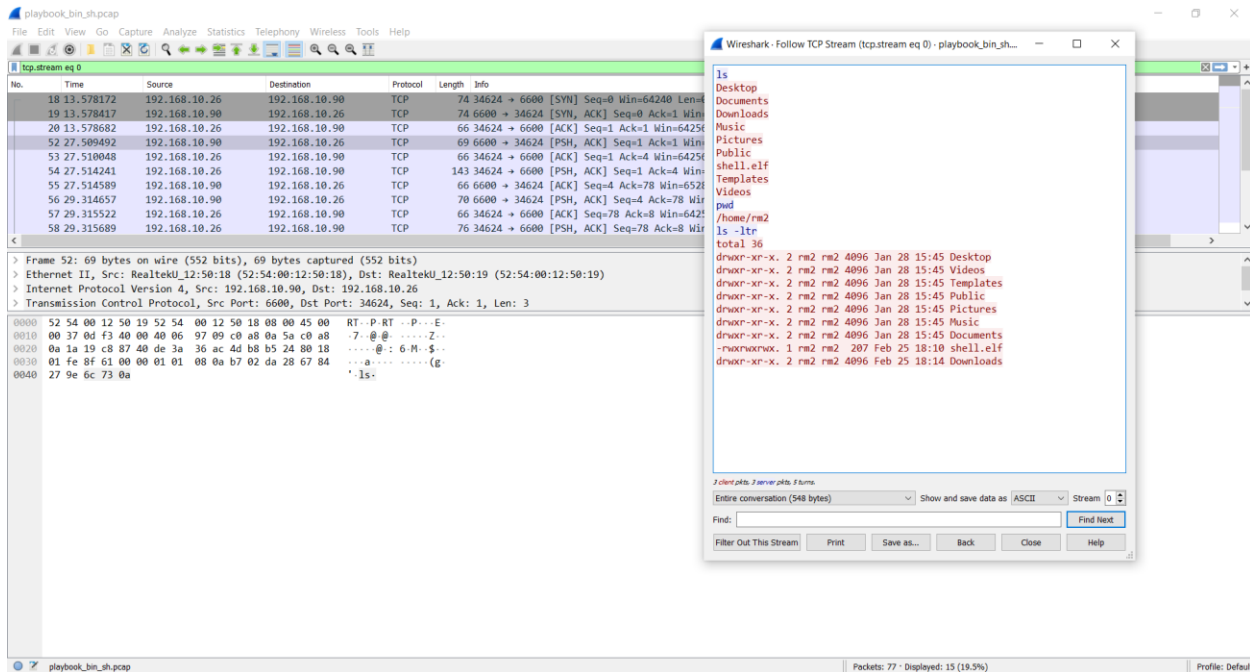 playbook_bin_sh.pcap
File Edit View Go Capture Analyze Statistics Telephony Wireless Tools Help
tcp.stream eq 0
No. Time Source Destination Protocol Length Info
18 13.578172 192.168.10.26 192.168.10.90 TCP 74 34624 → 6600 [SYN] Seq=0 Win=64240 Len=
19 13.578417 192.168.10.90 192.168.10.26 TCP 74 6600 → 34624 [SYN, ACK] Seq=0 Ack=1 Win=
20 13.578682 192.168.10.26 192.168.10.90 TCP 66 34624 → 6600 [ACK] Seq=1 Ack=1 Win=64256
52 27.509492 192.168.10.90 192.168.10.26 TCP 69 6600 → 34624 [PSH, ACK] Seq=1 Ack=1 Win=
53 27.510048 192.168.10.26 192.168.10.90 TCP 66 34624 → 6600 [ACK] Seq=1 Ack=4 Win=64256
54 27.514241 192.168.10.26 192.168.10.90 TCP 143 34624 → 6600 [PSH, ACK] Seq=1 Ack=4 Win=
55 27.514589 192.168.10.90 192.168.10.26 TCP 66 6600 → 34624 [ACK] Seq=4 Ack=78 Win=6528
56 29.314657 192.168.10.90 192.168.10.26 TCP 70 6600 → 34624 [PSH, ACK] Seq=4 Ack=78 Win
57 29.315522 192.168.10.26 192.168.10.90 TCP 66 34624 → 6600 [ACK] Seq=78 Ack=8 Win=6425
58 29.315689 192.168.10.26 192.168.10.90 TCP 76 34624 → 6600 [PSH, ACK] Seq=78 Ack=8 Win
> Frame 52: 69 bytes on wire (552 bits), 69 bytes captured (552 bits)
> Ethernet II, Src: RealtekU_12:50:18 (52:54:00:12:50:18), Dst: RealtekU_12:50:19 (52:54:00:12:50:19)
> Internet Protocol Version 4, Src: 192.168.10.90, Dst: 192.168.10.26
> Transmission Control Protocol, Src Port: 6600, Dst Port: 34624, Seq: 1, Ack: 1, Len: 3
0000 52 54 00 12 50 19 52 54 00 12 50 18 08 00 45 00 RT··P·RT ··P···E·
0010 00 37 0d f3 40 00 40 06 97 09 c0 a8 0a 5a c0 a8 ·7··@·@· ·····Z··
0020 0a 1a 19 c8 87 40 de 3a 36 ac 4d b8 b5 24 80 18 ·····@·: 6·M··$··
0030 01 fe 8f 61 00 00 01 01 08 0a b7 02 da 28 67 84 ···a···· ·····(g·
0040 27 9e 6c 73 0a '·ls·
Wireshark · Follow TCP Stream (tcp.stream eq 0) · playbook_bin_sh....
ls
Desktop
Documents
Downloads
Music
Pictures
Public
shell.elf
Templates
Videos
pwd
/home/rm2
ls -ltr
total 36
drwxr-xr-x. 2 rm2 rm2 4096 Jan 28 15:45 Desktop
drwxr-xr-x. 2 rm2 rm2 4096 Jan 28 15:45 Videos
drwxr-xr-x. 2 rm2 rm2 4096 Jan 28 15:45 Templates
drwxr-xr-x. 2 rm2 rm2 4096 Jan 28 15:45 Public
drwxr-xr-x. 2 rm2 rm2 4096 Jan 28 15:45 Pictures
drwxr-xr-x. 2 rm2 rm2 4096 Jan 28 15:45 Music
drwxr-xr-x. 2 rm2 rm2 4096 Jan 28 15:45 Documents
-rwxrwxrwx. 1 rm2 rm2 207 Feb 25 18:10 shell.elf
drwxr-xr-x. 2 rm2 rm2 4096 Feb 25 18:14 Downloads
3 client pkts, 3 server pkts, 5 turns.
Entire conversation (548 bytes) Show and save data as ASCII Stream 0
Find: Find Next
Filter Out This Stream Print Save as... Back Close Help
playbook_bin_sh.pcap Packets: 77 · Displayed: 15 (19.5%) Profile: Defaul